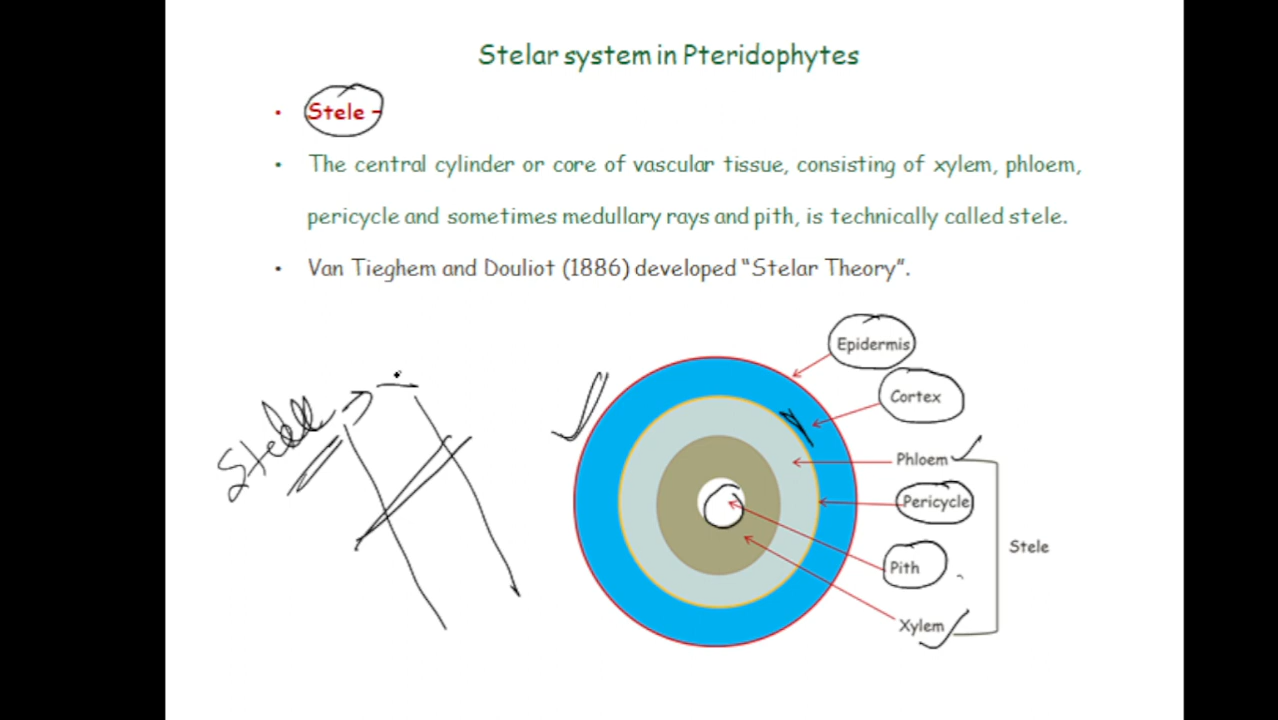 Stelar system in Pteridophytes
• Stele -
• The central cylinder or core of vascular tissue, consisting of xylem, phloem,
pericycle and sometimes medullary rays and pith, is technically called stele.
• Van Tieghem and Douliot (1886) developed “Stelar Theory”.
Epidermis
Cortex
Phloem
Pericycle
Stele
Pith
Xylem